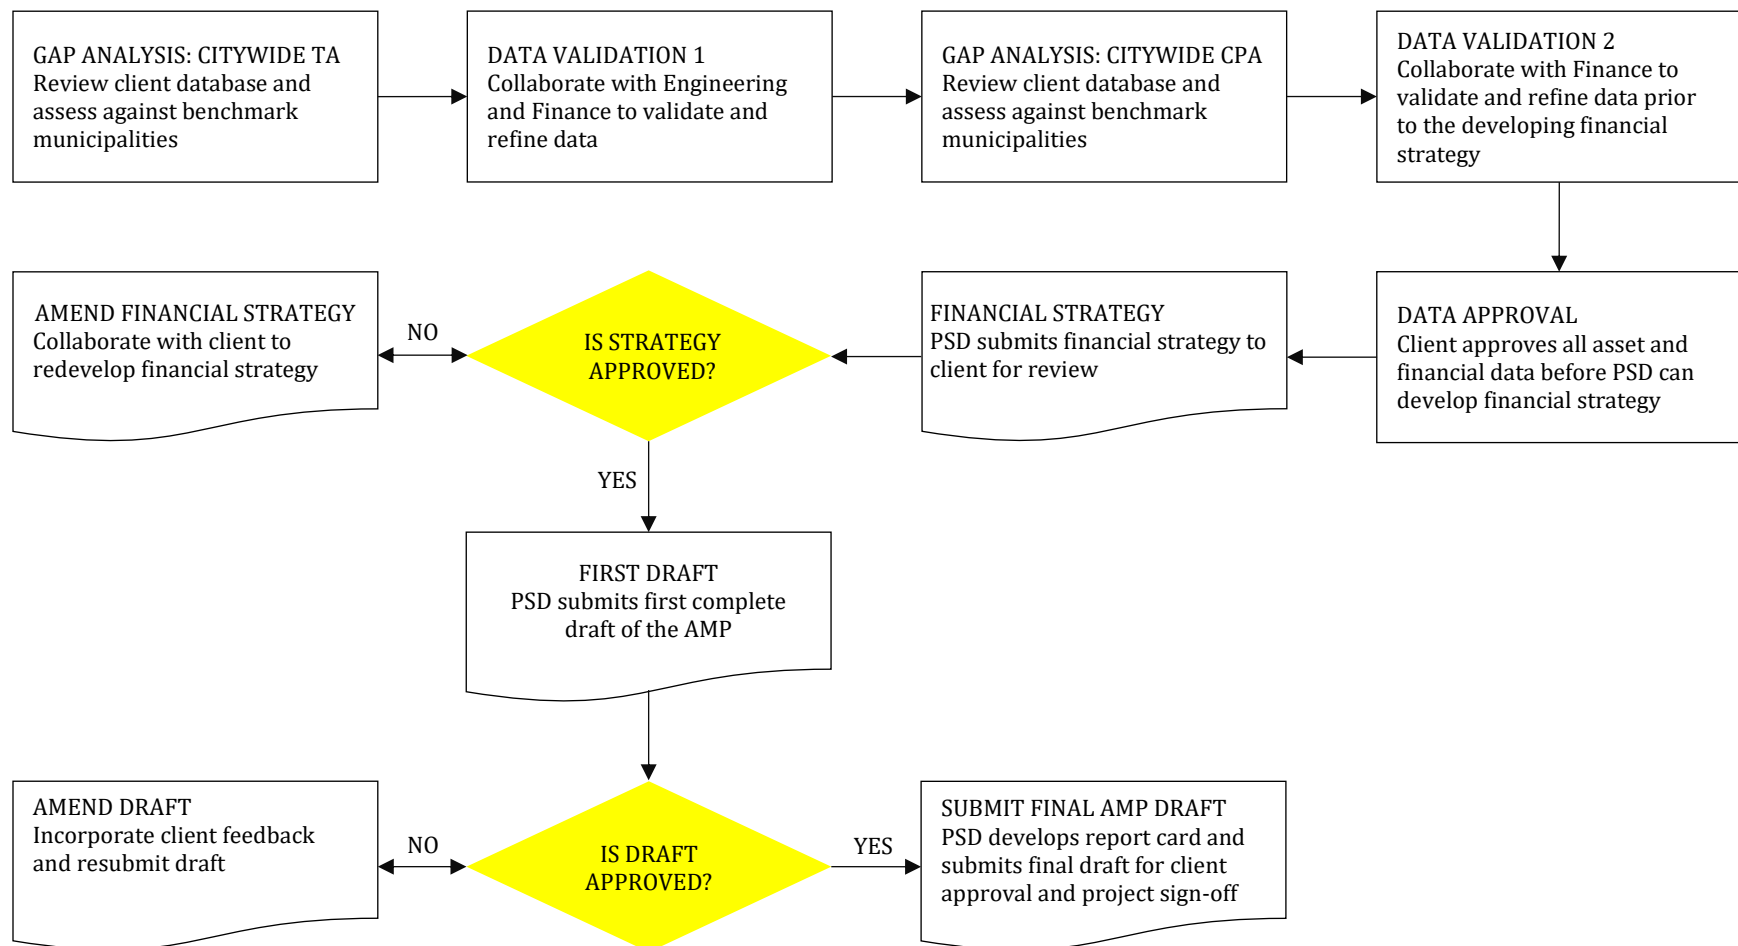 GAP ANALYSIS: CITYWIDE TA
Review client database and
assess against benchmark
municipalities
DATA VALIDATION 1
Collaborate with Engineering
and Finance to validate and
refine data
GAP ANALYSIS: CITYWIDE CPA
Review client database and
assess against benchmark
municipalities
DATA VALIDATION 2
Collaborate with Finance to
validate and refine data prior
to the developing financial
strategy
DATA APPROVAL
Client approves all asset and
financial data before PSD can
develop financial strategy
FINANCIAL STRATEGY
PSD submits financial strategy to
client for review
IS STRATEGY
APPROVED?
NO
AMEND FINANCIAL STRATEGY
Collaborate with client to
redevelop financial strategy
YES
FIRST DRAFT
PSD submits first complete
draft of the AMP
IS DRAFT
APPROVED?
NO
AMEND DRAFT
Incorporate client feedback
and resubmit draft
YES
SUBMIT FINAL AMP DRAFT
PSD develops report card and
submits final draft for client
approval and project sign-off